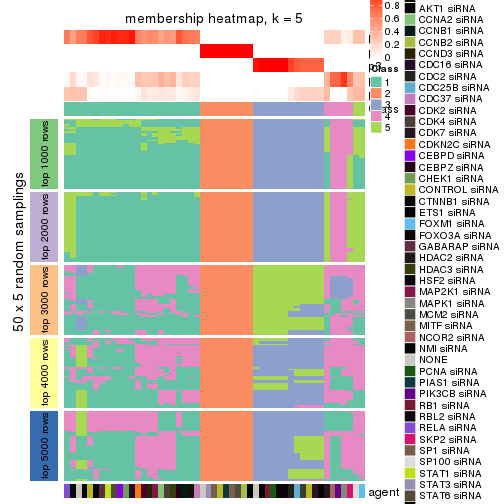 membership heatmap, k = 5
50 x 5 random samplings
top 1000 rows
top 2000 rows
top 3000 rows
top 4000 rows
top 5000 rows
0.8
0.6
0.4
0.2
0
Class
1
2
3
4
5
agent
AKT1 siRNA
CCNA2 siRNA
CCNB1 siRNA
CCNB2 siRNA
CCND3 siRNA
CDC16 siRNA
CDC2 siRNA
CDC25B siRNA
CDC37 siRNA
CDK2 siRNA
CDK4 siRNA
CDK7 siRNA
CDKN2C siRNA
CEBPD siRNA
CEBPZ siRNA
CHEK1 siRNA
CONTROL siRNA
CTNNB1 siRNA
ETS1 siRNA
FOXM1 siRNA
FOXO3A siRNA
GABARAP siRNA
HDAC2 siRNA
HDAC3 siRNA
HSF2 siRNA
MAP2K1 siRNA
MAPK1 siRNA
MCM2 siRNA
MITF siRNA
NCOR2 siRNA
NMI siRNA
NONE
PCNA siRNA
PIAS1 siRNA
PIK3CB siRNA
RB1 siRNA
RBL2 siRNA
RELA siRNA
SKP2 siRNA
SP1 siRNA
SP100 siRNA
STAT1 siRNA
STAT3 siRNA
STAT6 siRNA